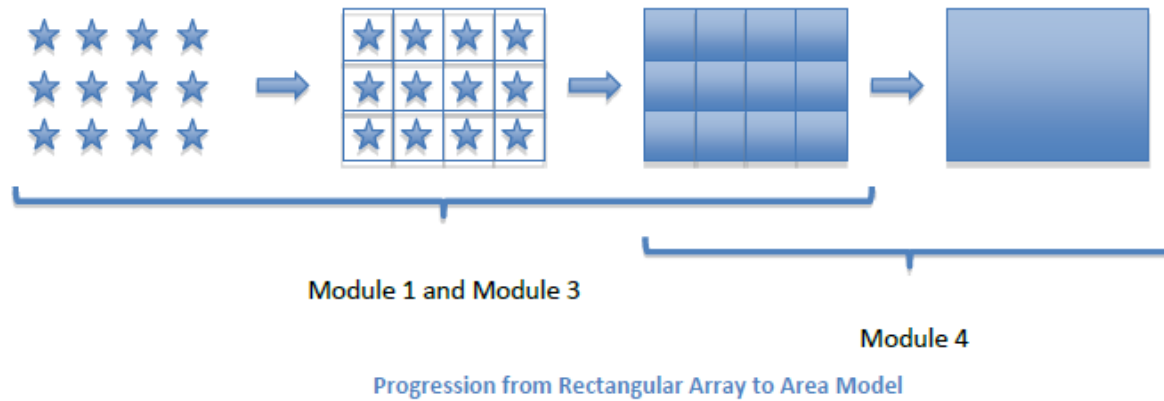 Module 1 and Module 3
Module 4
Progression from Rectangular Array to Area Model